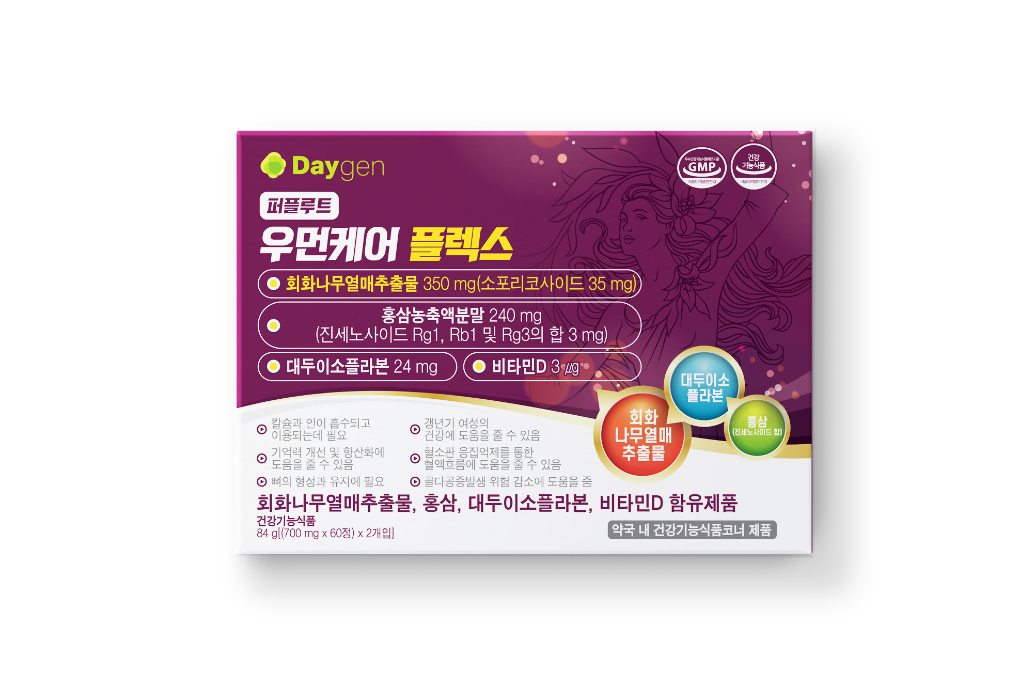 Daygen
GMP
건강
기능식품
퍼플루트
우먼케어 플렉스
회화나무열매추출물 350 mg(소포리코사이드 35 mg)
홍삼농축액분말 240 mg
(진세노사이드 Rg1, Rb1 및 Rg3의 합 3 mg)
대두이소플라본 24 mg
비타민D 3 μg
대두이소
플라본
회화
나무열매
추출물
홍삼
(진세노사이드 합)
칼슘과 인이 흡수되고
이용되는데 필요
갱년기 여성의
건강에 도움을 줄 수 있음
기억력 개선 및 항산화에
도움을 줄 수 있음
혈소판 응집억제를 통한
혈액흐름에 도움을 줄 수 있음
뼈의 형성과 유지에 필요
골다공증발생 위험 감소에 도움을 줌
회화나무열매추출물, 홍삼, 대두이소플라본, 비타민D 함유제품
건강기능식품
84 g[(700 mg x 60정) x 2개입]
약국 내 건강기능식품코너 제품